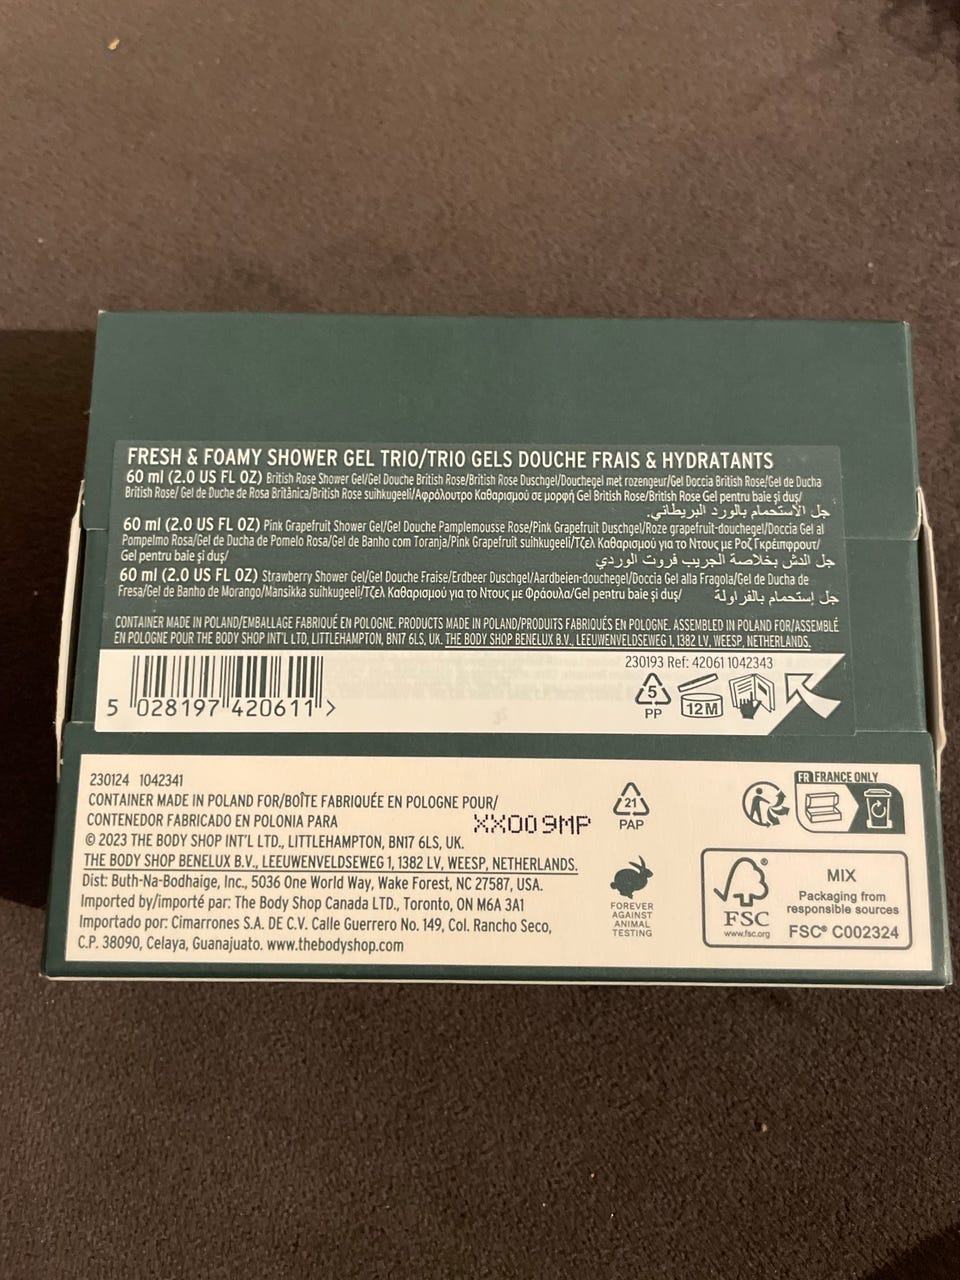 FRESH & FOAMY SHOWER GEL TRIO/TRIO GELS DOUCHE FRAIS & HYDRATANTS
60 ml (2.0 US FL OZ) British Rose Shower Gel/Gel Douche British Rose/British Rose Duschgel/Douchegel met rozengeur/Gel Doccia British Rose/Gel de Ducha
British Rose/ Gel de Duche de Rosa Britânica/British Rose suihkugeeli/Αφρόλουτρο Καθαρισμού σε μορφή Gel British Rose/British Rose Gel pentru baie și duș/
جل الاستحمام بالورد البريطاني.
60 ml (2.0 US FL OZ) Pink Grapefruit Shower Gel/Gel Douche Pamplemousse Rose/Pink Grapefruit Duschgel/Roze grapefruit-douchegel/Doccia Gel al
Pompelmo Rosa/Gel de Ducha de Pomelo Rosa/Gel de Banho com Toranja/Pink Grapefruit suihkugeeli/Τζελ Καθαρισμού για το Ντους με Ροζ Γκρέιπφρουτ/
Gel pentru baie și duș/ جل الدش بخلاصة الجريب فروت الوردي
60 ml (2.0 US FL OZ) Strawberry Shower Gel/Gel Douche Fraise/Erdbeer Duschgel/Aardbeien-douchegel/Doccia Gel alla Fragola/Gel de Ducha de
Fresa/Gel de Banho de Morango/Mansikka suihkugeeli/Τζελ Καθαρισμού για το Ντους με Φράουλα/Gel pentru baie și duș/ جل إستحمام بالفراولة
CONTAINER MADE IN POLAND/EMBALLAGE FABRIQUÉ EN POLOGNE. PRODUCTS MADE IN POLAND/PRODUITS FABRIQUÉS EN POLOGNE. ASSEMBLED IN POLAND FOR/ASSEMBLÉ
EN POLOGNE POUR THE BODY SHOP INT'L LTD, LITTLEHAMPTON, BN17 6LS, UK. THE BODY SHOP BENELUX B.V., LEEUWENVELDSEWEG 1, 1382 LV, WEESP, NETHERLANDS.
230193 Ref: 42061 1042343
5 028197 420611 >
5
PP
12M
230124 1042341
CONTAINER MADE IN POLAND FOR/BOÎTE FABRIQUÉE EN POLOGNE POUR/
CONTENEDOR FABRICADO EN POLONIA PARA
XX009MP
© 2023 THE BODY SHOP INT'L LTD., LITTLEHAMPTON, BN17 6LS, UK.
THE BODY SHOP BENELUX B.V., LEEUWENVELDSEWEG 1, 1382 LV, WEESP, NETHERLANDS.
Dist: Buth-Na-Bodhaige, Inc., 5036 One World Way, Wake Forest, NC 27587, USA.
Imported by/importé par: The Body Shop Canada LTD., Toronto, ON M6A 3A1
Importado por: Cimarrones S.A. DE C.V. Calle Guerrero No. 149, Col. Rancho Seco,
C.P. 38090, Celaya, Guanajuato. www.thebodyshop.com
21
PAP
FOREVER
AGAINST
ANIMAL
TESTING
FR FRANCE ONLY
FSC
®
www.fsc.org
MIX
Packaging from
responsible sources
FSC® C002324